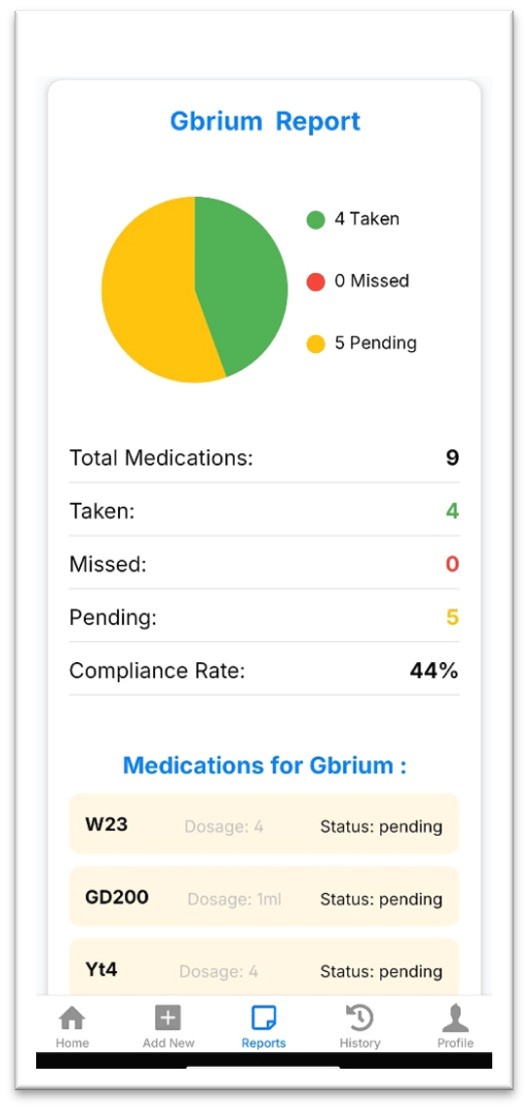 Gbrium Report
4 Taken
0 Missed
5 Pending
Total Medications: 9
Taken: 4
Missed: 0
Pending: 5
Compliance Rate: 44%
Medications for Gbrium :
W23 Dosage: 4 Status: pending
GD200 Dosage: 1ml Status: pending
Yt4 Dosage: 4 Status: pending
Home Add New Reports History Profile